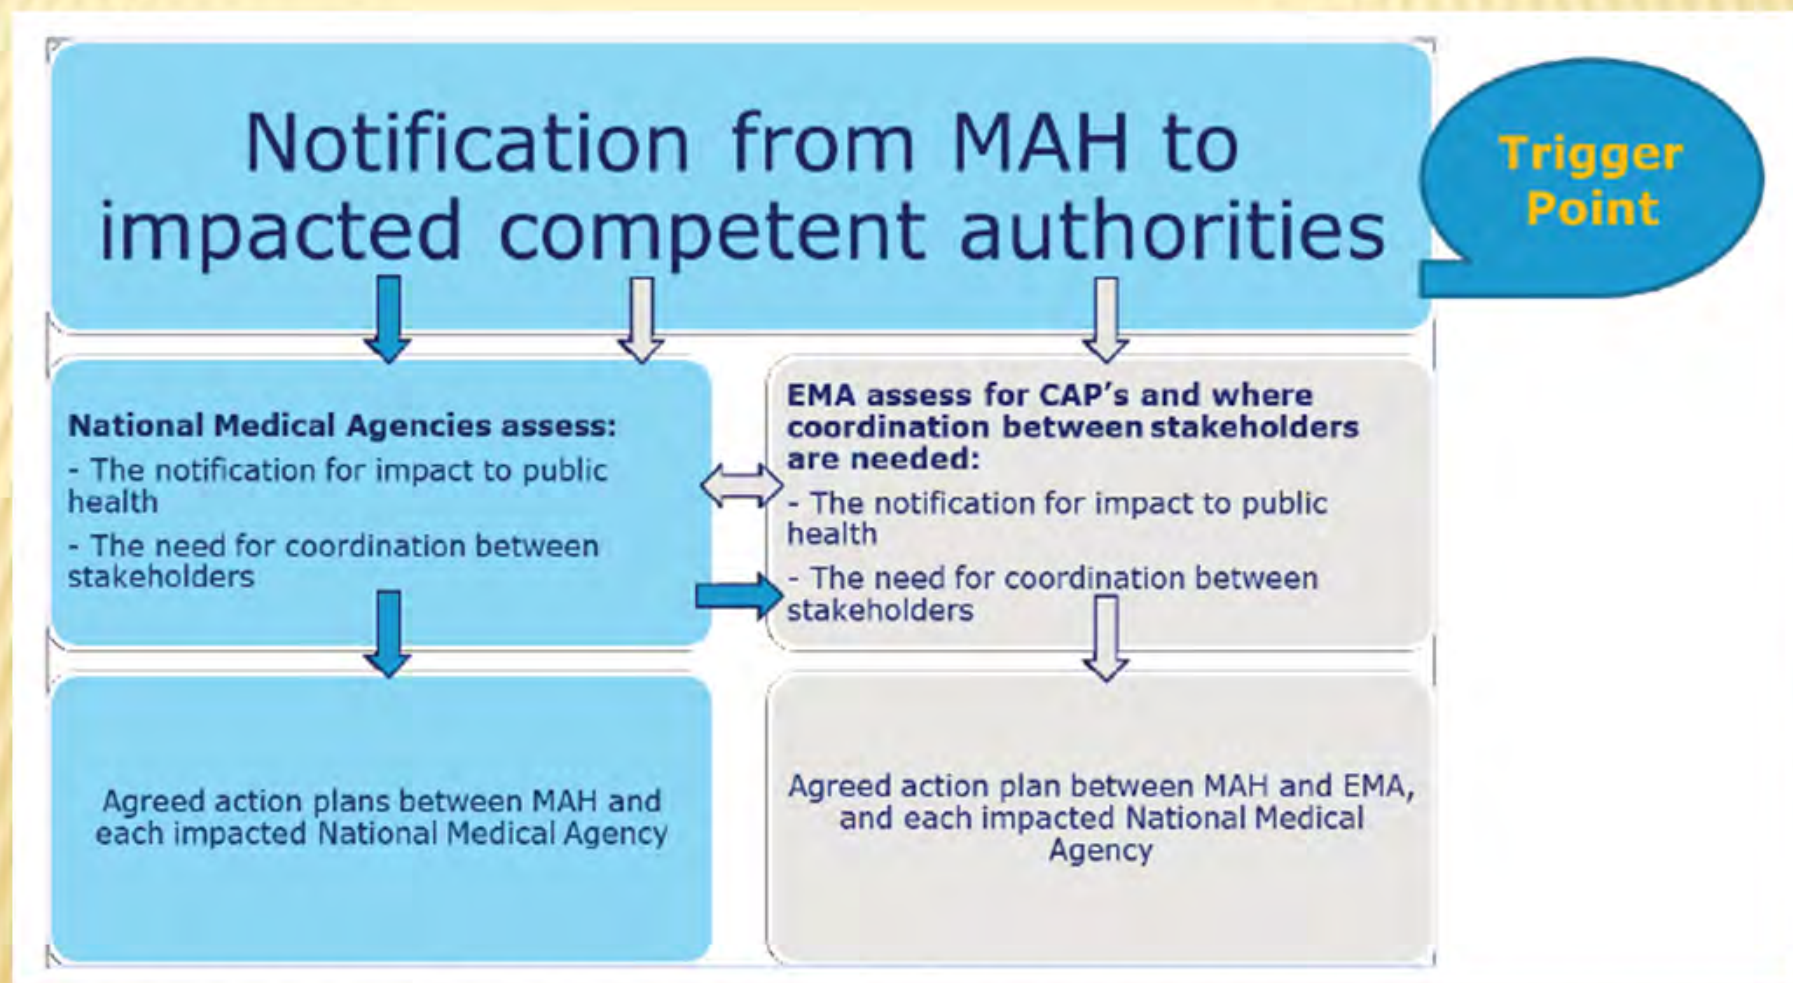 Notification from MAH to
impacted competent authorities
Trigger
Point
National Medical Agencies assess:
- The notification for impact to public
health
- The need for coordination between
stakeholders
EMA assess for CAP's and where
coordination between stakeholders
are needed:
- The notification for impact to public
health
- The need for coordination between
stakeholders
Agreed action plans between MAH and
each impacted National Medical Agency
Agreed action plan between MAH and EMA,
and each impacted National Medical
Agency